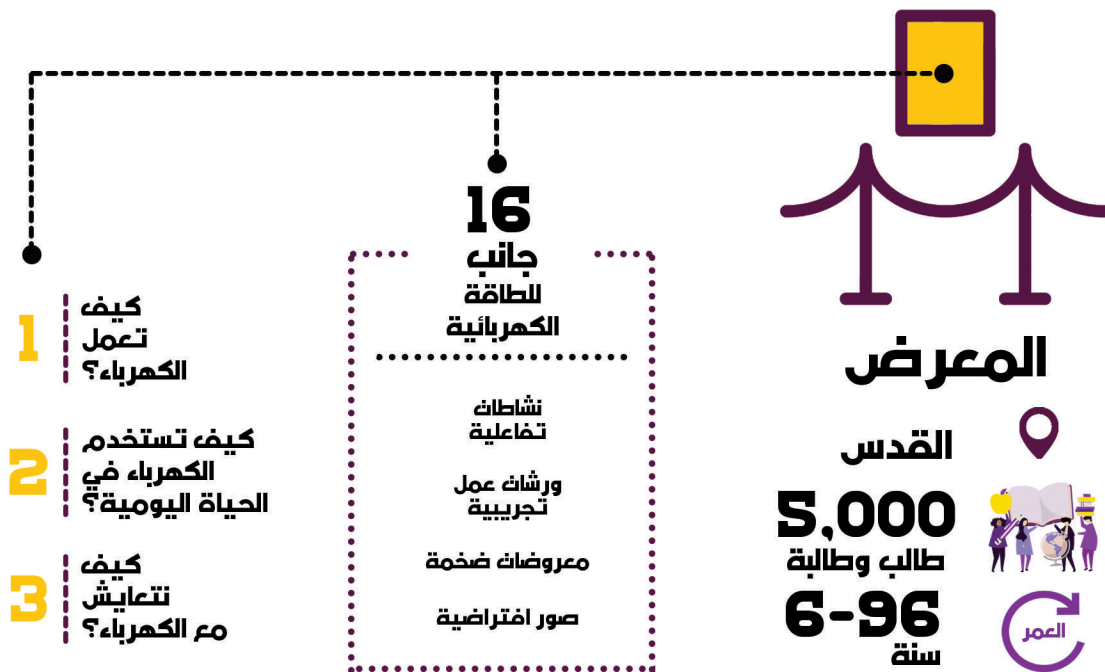 المعرض
القدس
5,000
طالب وطالبة
6-96
سنة
العمر
16
جانب
للطاقة
الكهربائية
نشاطات
تفاعلية
ورشات عمل
تجريبية
معروضات ضخمة
صور افتراضية
1
كيف
تعمل
الكهرباء؟
2
كيف تستخدم
الكهرباء في
الحياة اليومية؟
3
كيف
نتعايش
مع الكهرباء؟